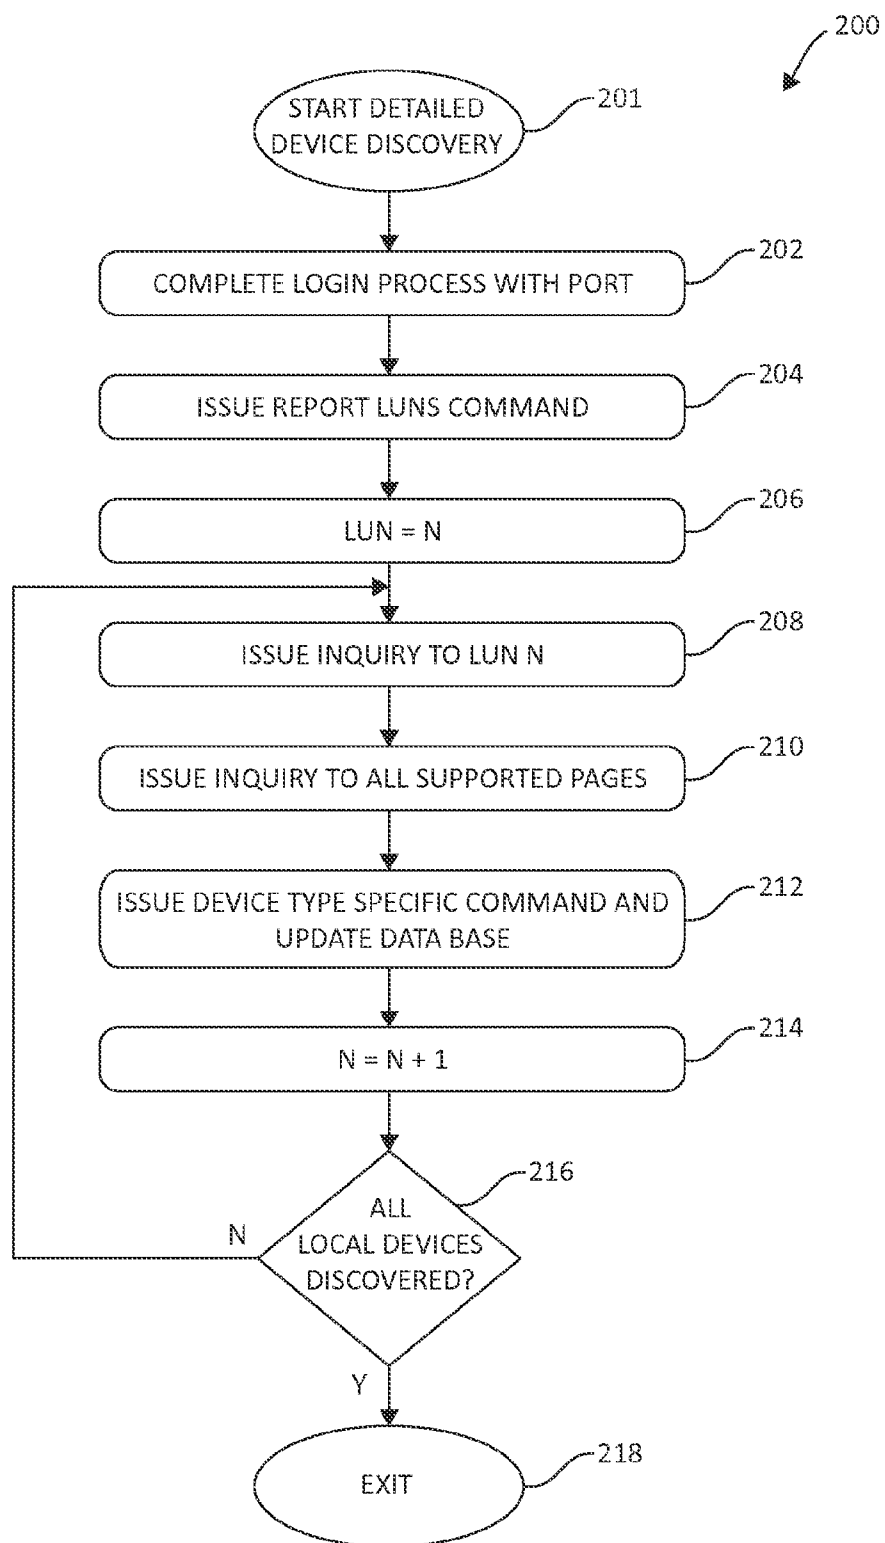 200
START DETAILED
DEVICE DISCOVERY
201
202
COMPLETE LOGIN PROCESS WITH PORT
204
ISSUE REPORT LUNS COMMAND
206
LUN = N
208
ISSUE INQUIRY TO LUN N
210
ISSUE INQUIRY TO ALL SUPPORTED PAGES
212
ISSUE DEVICE TYPE SPECIFIC COMMAND AND
UPDATE DATA BASE
214
N = N + 1
216
ALL
LOCAL DEVICES
DISCOVERED?
N
Y
218
EXIT